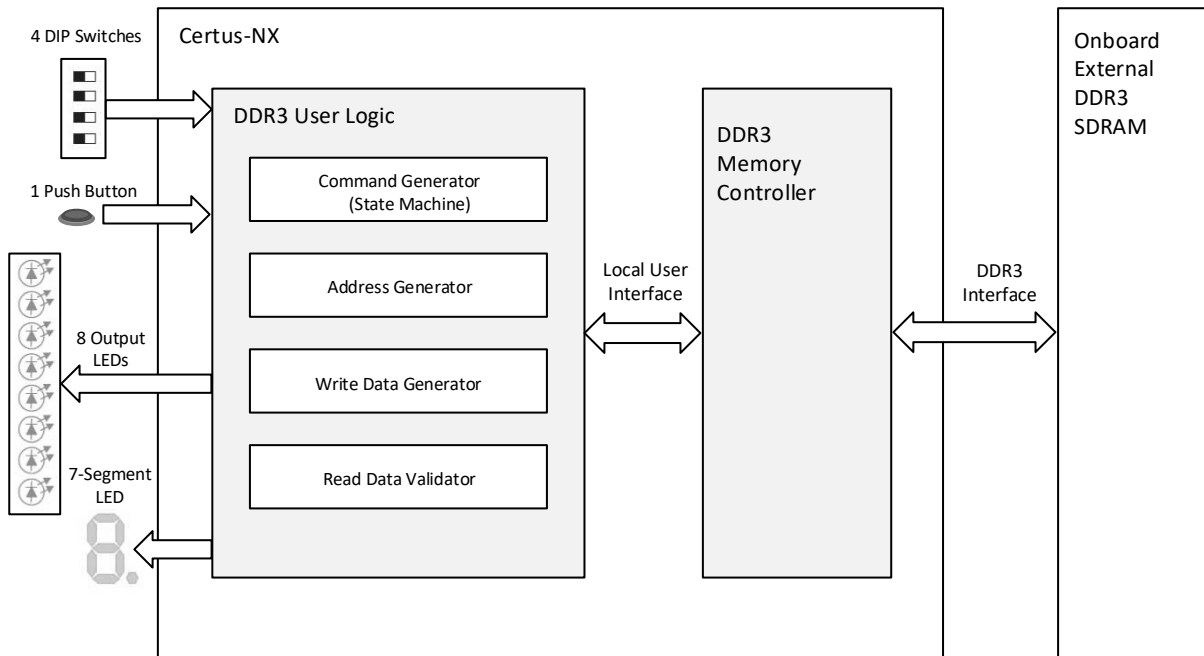 4 DIP Switches
Certus-NX
Onboard
External
DDR3
SDRAM
DDR3 User Logic
DDR3
Memory
Controller
Command Generator
(State Machine)
1 Push Button
Address Generator
Local User
Interface
DDR3
Interface
8 Output
LEDs
Write Data Generator
Read Data Validator
7-Segment
LED
8.